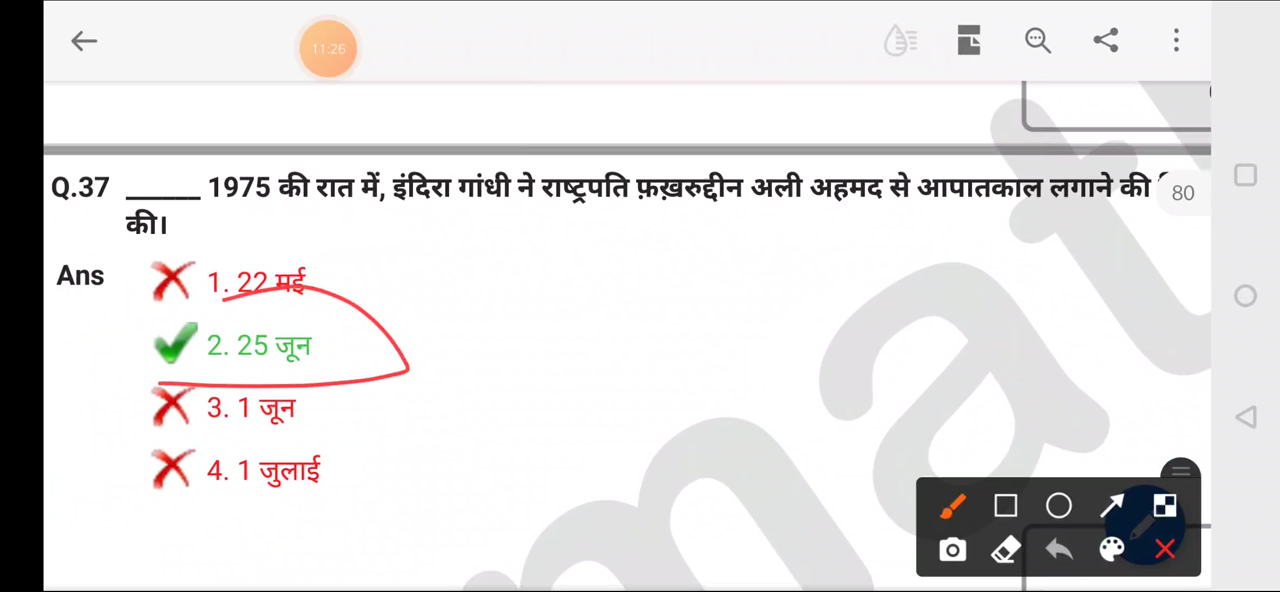 11:26
Q.37 _____ 1975 की रात में, इंदिरा गांधी ने राष्ट्रपति फ़ख़रुद्दीन अली अहमद से आपातकाल लगाने की
80
की।
Ans
1. 22 मई
2. 25 जून
3. 1 जून
4. 1 जुलाई